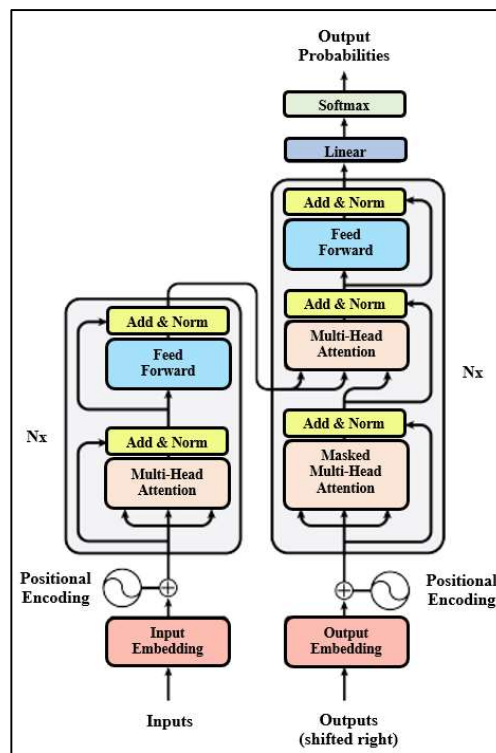 Output
Probabilities
Softmax
Linear
Add & Norm
Feed
Forward
Add & Norm
Multi-Head
Attention
Nx
Add & Norm
Masked
Multi-Head
Attention
Add & Norm
Feed
Forward
Nx
Add & Norm
Multi-Head
Attention
Positional
Encoding
Positional
Encoding
Input
Embedding
Output
Embedding
Inputs
Outputs
(shifted right)